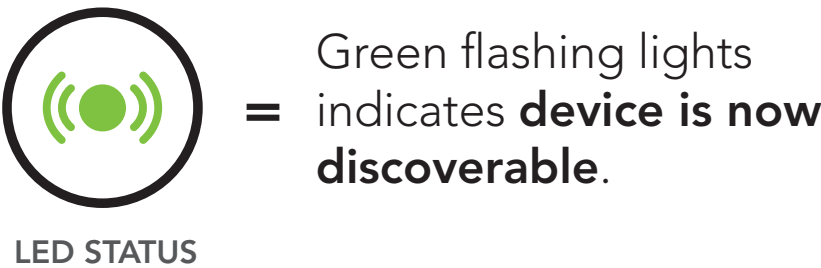 Green flashing lights
= indicates device is now
discoverable.
LED STATUS